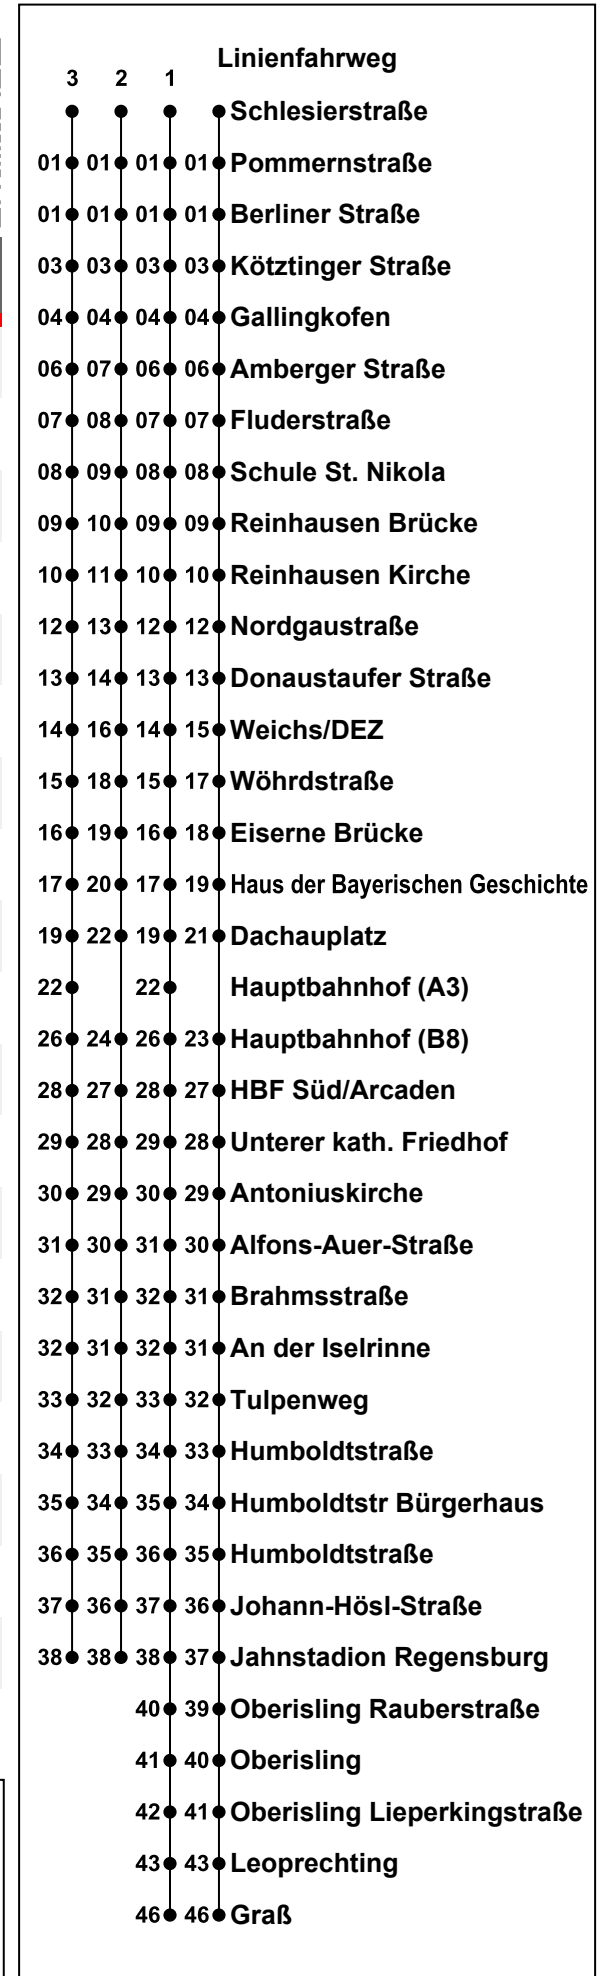 Linienfahrweg
3 2 1
Schlesierstraße
01 01 01 01 Pommernstraße
01 01 01 01 Berliner Straße
03 03 03 03 Kötztinger Straße
04 04 04 04 Gallingkofen
06 07 06 06 Amberger Straße
07 08 07 07 Fluderstraße
08 09 08 08 Schule St. Nikola
09 10 09 09 Reinhausen Brücke
10 11 10 10 Reinhausen Kirche
12 13 12 12 Nordgaustraße
13 14 13 13 Donaustaufer Straße
14 16 14 15 Weichs/DEZ
15 18 15 17 Wöhrdstraße
16 19 16 18 Eiserne Brücke
17 20 17 19 Haus der Bayerischen Geschichte
19 22 19 21 Dachauplatz
22 22 Hauptbahnhof (A3)
26 24 26 23 Hauptbahnhof (B8)
28 27 28 27 HBF Süd/Arcaden
29 28 29 28 Unterer kath. Friedhof
30 29 30 29 Antoniuskirche
31 30 31 30 Alfons-Auer-Straße
32 31 32 31 Brahmsstraße
32 31 32 31 An der Iselrinne
33 32 33 32 Tulpenweg
34 33 34 33 Humboldtstraße
35 34 35 34 Humboldtstr Bürgerhaus
36 35 36 35 Humboldtstraße
37 36 37 36 Johann-Hösl-Straße
38 38 38 37 Jahnstadion Regensburg
40 39 Oberisling Rauberstraße
41 40 Oberisling
42 41 Oberisling Lieperkingstraße
43 43 Leoprechting
46 46 Graß